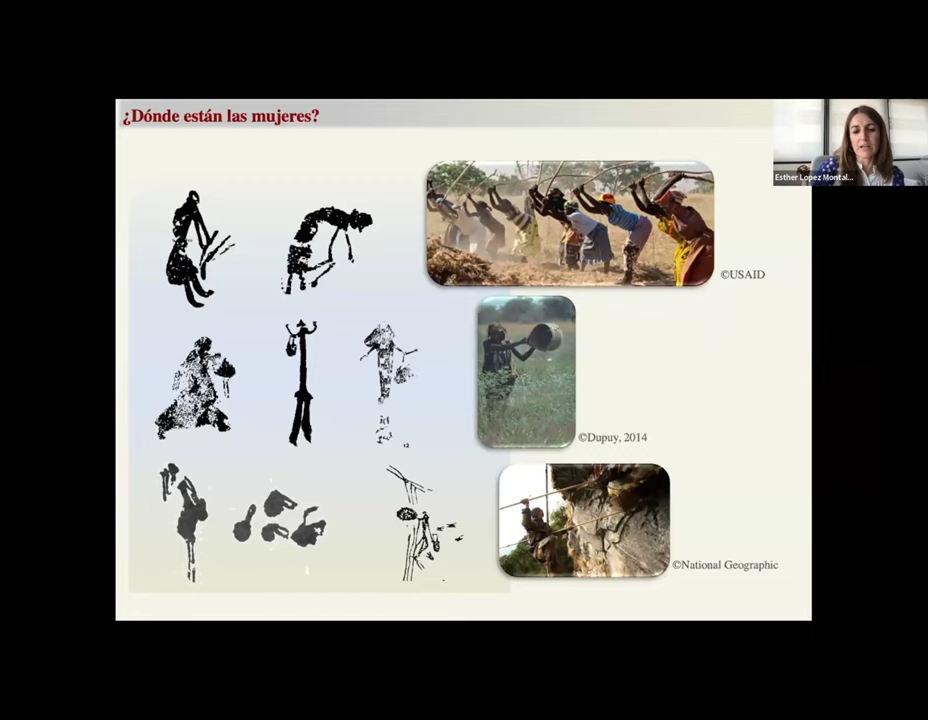 ¿Dónde están las mujeres?
Esther Lopez Montal...
©USAID
©Dupuy, 2014
©National Geographic